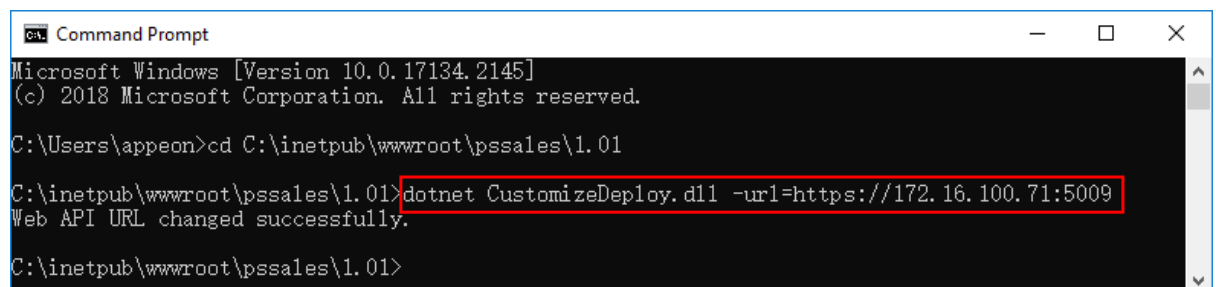 Command Prompt
Microsoft Windows [Version 10.0.17134.2145]
(c) 2018 Microsoft Corporation. All rights reserved.
C:\Users\appeon>cd C:\inetpub\wwwroot\pssales\1.01
C:\inetpub\wwwroot\pssales\1.01>dotnet CustomizeDeploy.dll -url=https://172.16.100.71:5009
Web API URL changed successfully.
C:\inetpub\wwwroot\pssales\1.01>